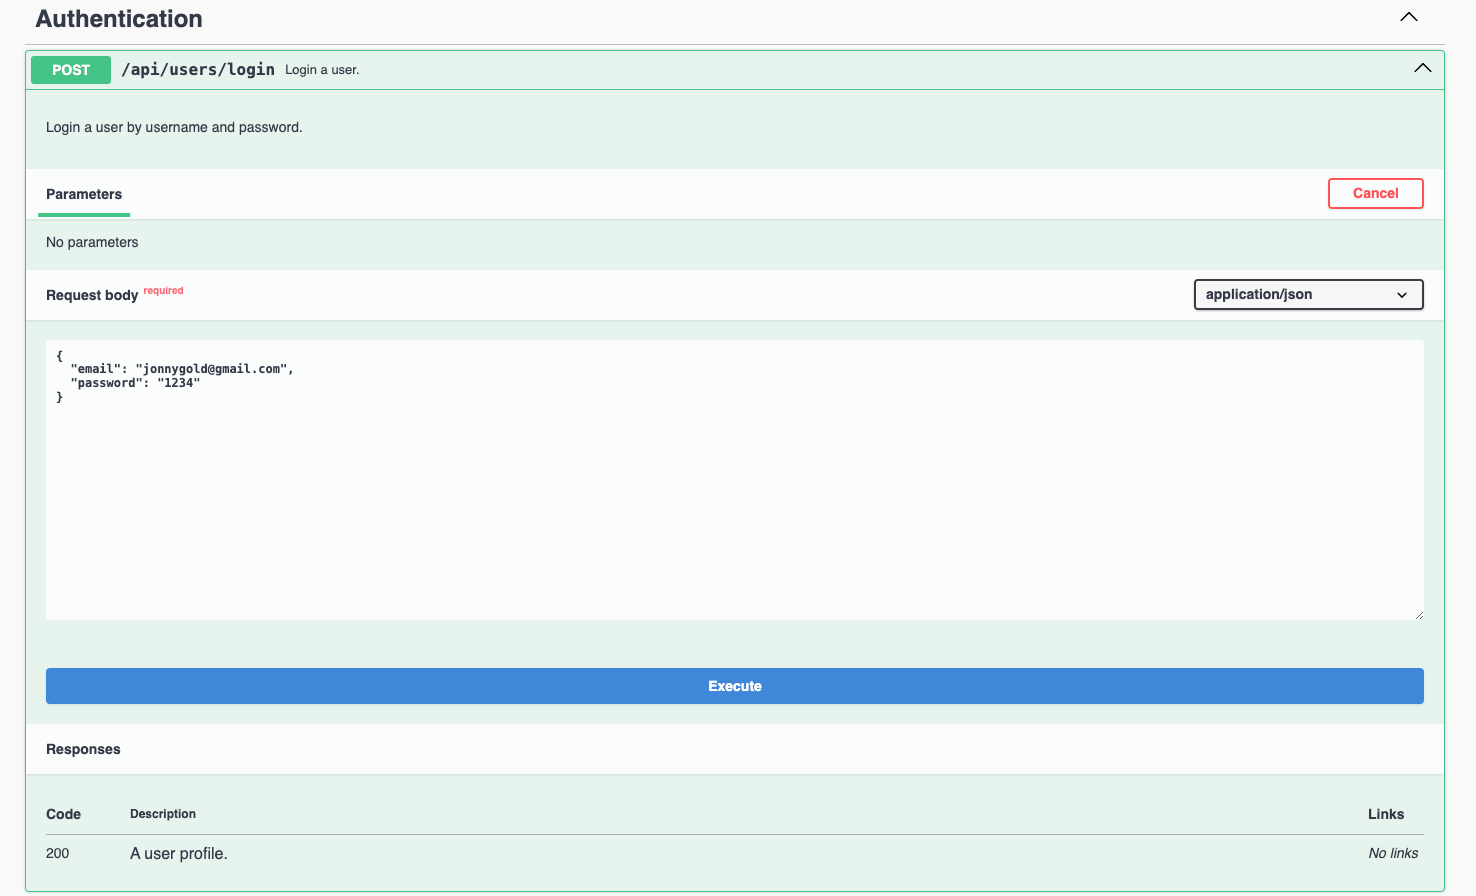 Authentication
POST /api/users/login Login a user.
Login a user by username and password.
Parameters
Cancel
No parameters
Request body required
application/json
{
  "email": "jonnygold@gmail.com",
  "password": "1234"
}
Execute
Responses
Code Description Links
200 A user profile. No links